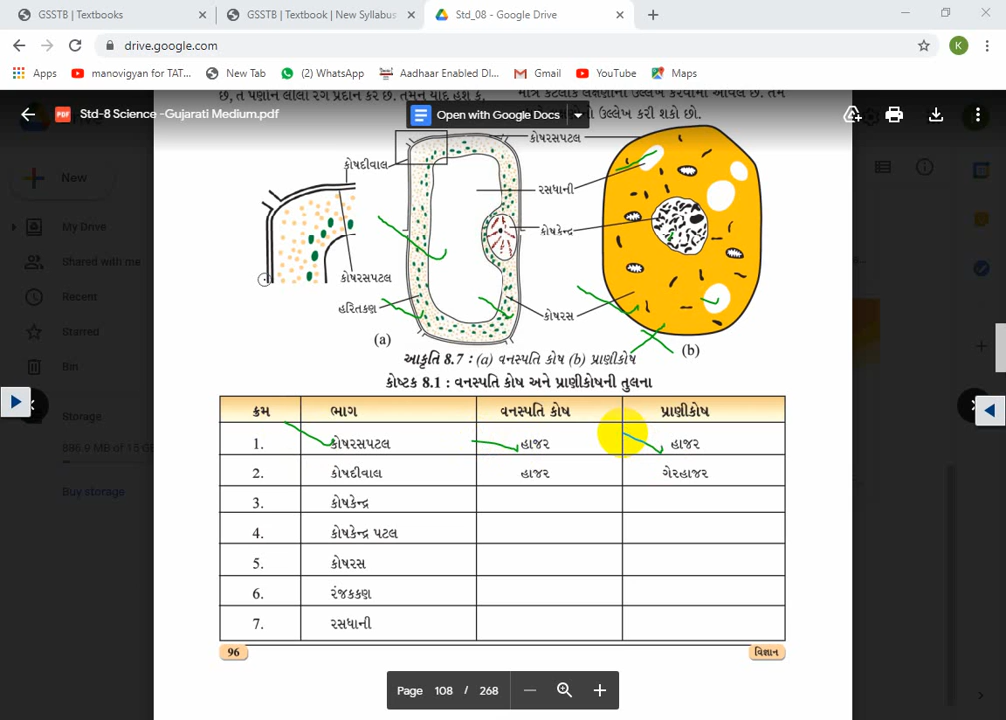 GSSTB | Textbooks
GSSTB | Textbook | New Syllabus
Std_08 - Google Drive
drive.google.com
K
Apps
manovigyan for TAT...
New Tab
(2) WhatsApp
Aadhaar Enabled DI...
Gmail
YouTube
Maps
PDF
Std-8 Science -Gujarati Medium.pdf
Open with Google Docs
New
My Drive
Shared with me
Recent
Starred
Bin
Storage
Buy storage
છે, તે પર્ણોને લીલો રંગ પ્રદાન કરે છે. તમને યાદ હશે કે,
કોષરસપટલ
કોષદીવાલ
રસધાની
કોષકેન્દ્ર
કોષરસપટલ
હરિતકણ
કોષરસ
(a)
(b)
આકૃતિ 8.7 : (a) વનસ્પતિ કોષ (b) પ્રાણીકોષ
કોષ્ટક 8.1 : વનસ્પતિ કોષ અને પ્રાણીકોષની તુલના
ક્રમ ભાગ વનસ્પતિ કોષ પ્રાણીકોષ
1. કોષરસપટલ હાજર હાજર
2. કોષદીવાલ હાજર ગેરહાજર
3. કોષકેન્દ્ર
4. કોષકેન્દ્ર પટલ
5. કોષરસ
6. રંજકકણ
7. રસધાની
96
વિજ્ઞાન
Page 108 / 268